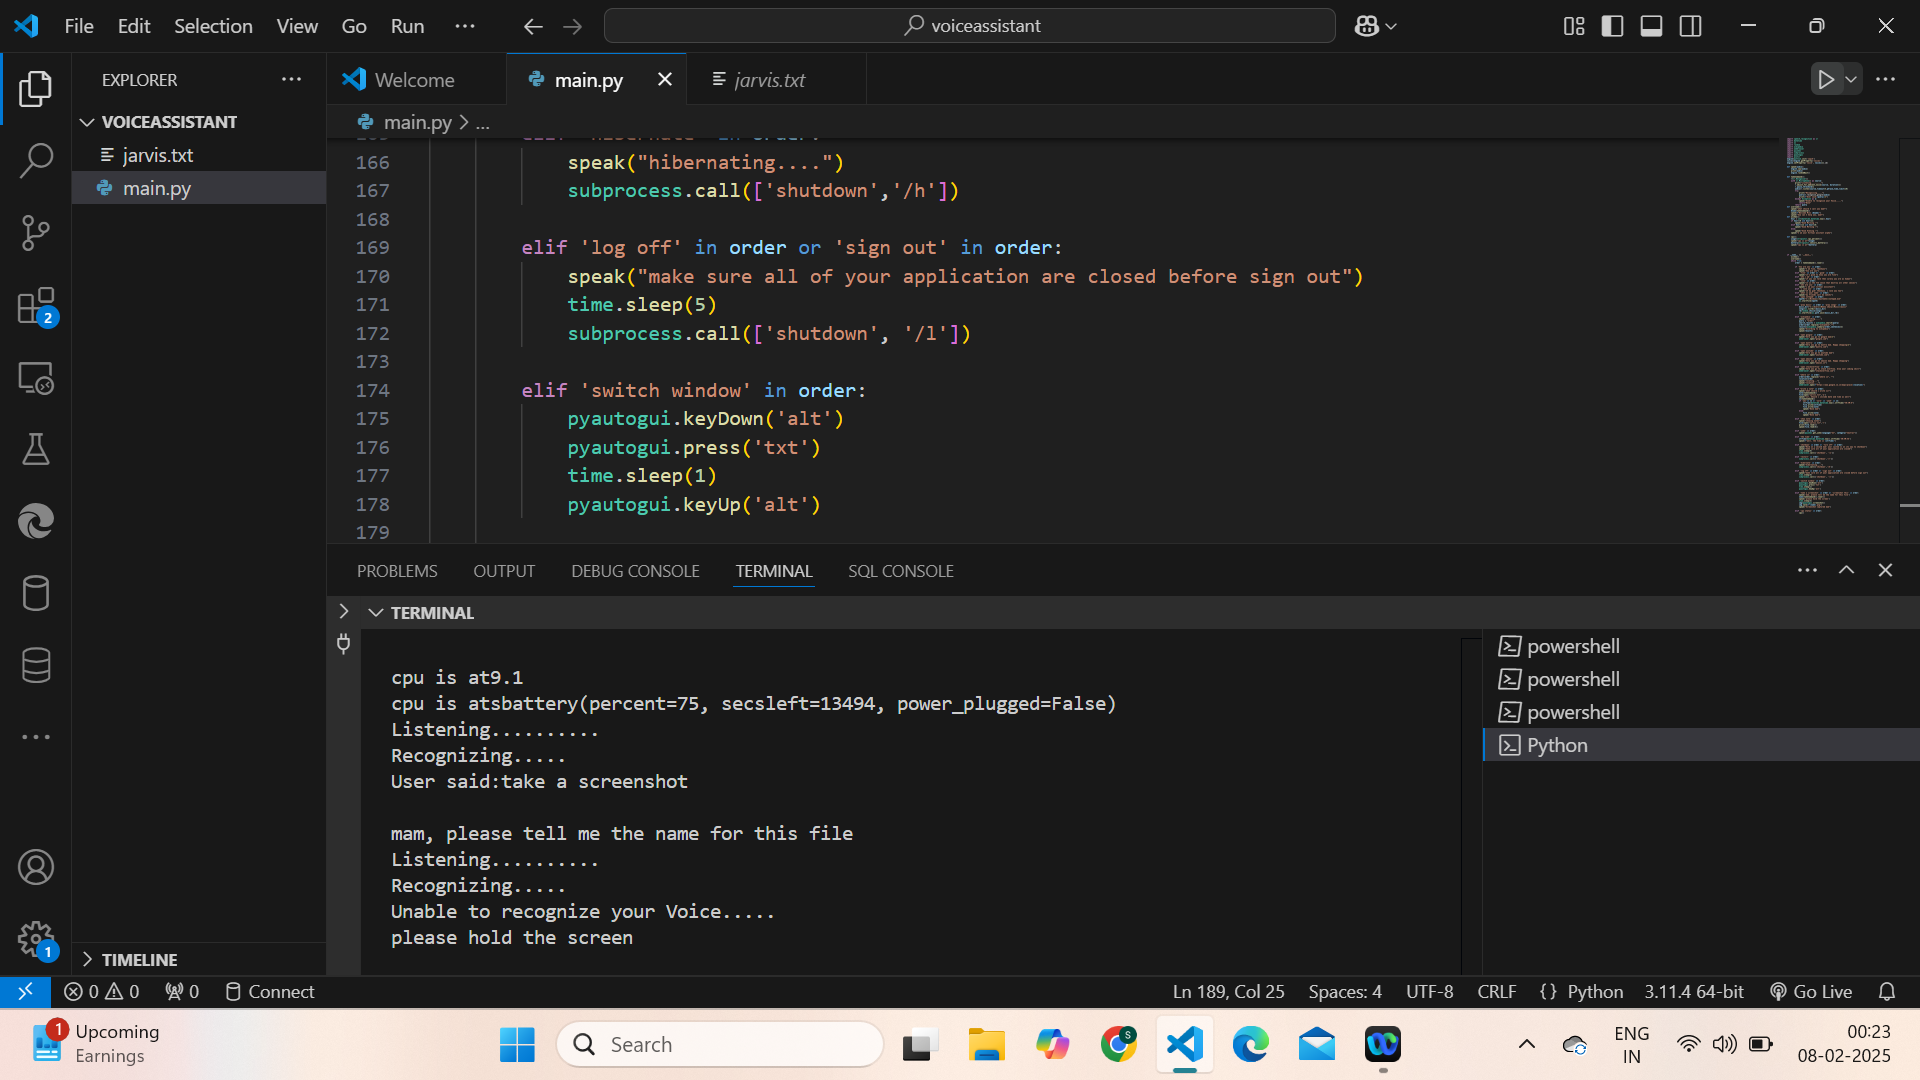 File Edit Selection View Go Run ... voiceassistant
EXPLORER ...
VOICEASSISTANT
jarvis.txt
main.py
2
1
TIMELINE
Welcome main.py jarvis.txt
main.py > ...
166 speak("hibernating....")
167 subprocess.call(['shutdown','/h'])
168
169 elif 'log off' in order or 'sign out' in order:
170 speak("make sure all of your application are closed before sign out")
171 time.sleep(5)
172 subprocess.call(['shutdown', '/l'])
173
174 elif 'switch window' in order:
175 pyautogui.keyDown('alt')
176 pyautogui.press('txt')
177 time.sleep(1)
178 pyautogui.keyUp('alt')
179
PROBLEMS OUTPUT DEBUG CONSOLE TERMINAL SQL CONSOLE
TERMINAL
cpu is at9.1
cpu is atsbattery(percent=75, secsleft=13494, power_plugged=False)
Listening..........
Recognizing.....
User said:take a screenshot
mam, please tell me the name for this file
Listening..........
Recognizing.....
Unable to recognize your Voice.....
please hold the screen
powershell
powershell
powershell
Python
0 0 0 Connect Ln 189, Col 25 Spaces: 4 UTF-8 CRLF {} Python 3.11.4 64-bit Go Live
1 Upcoming
Earnings
Search
S
ENG
IN
00:23
08-02-2025